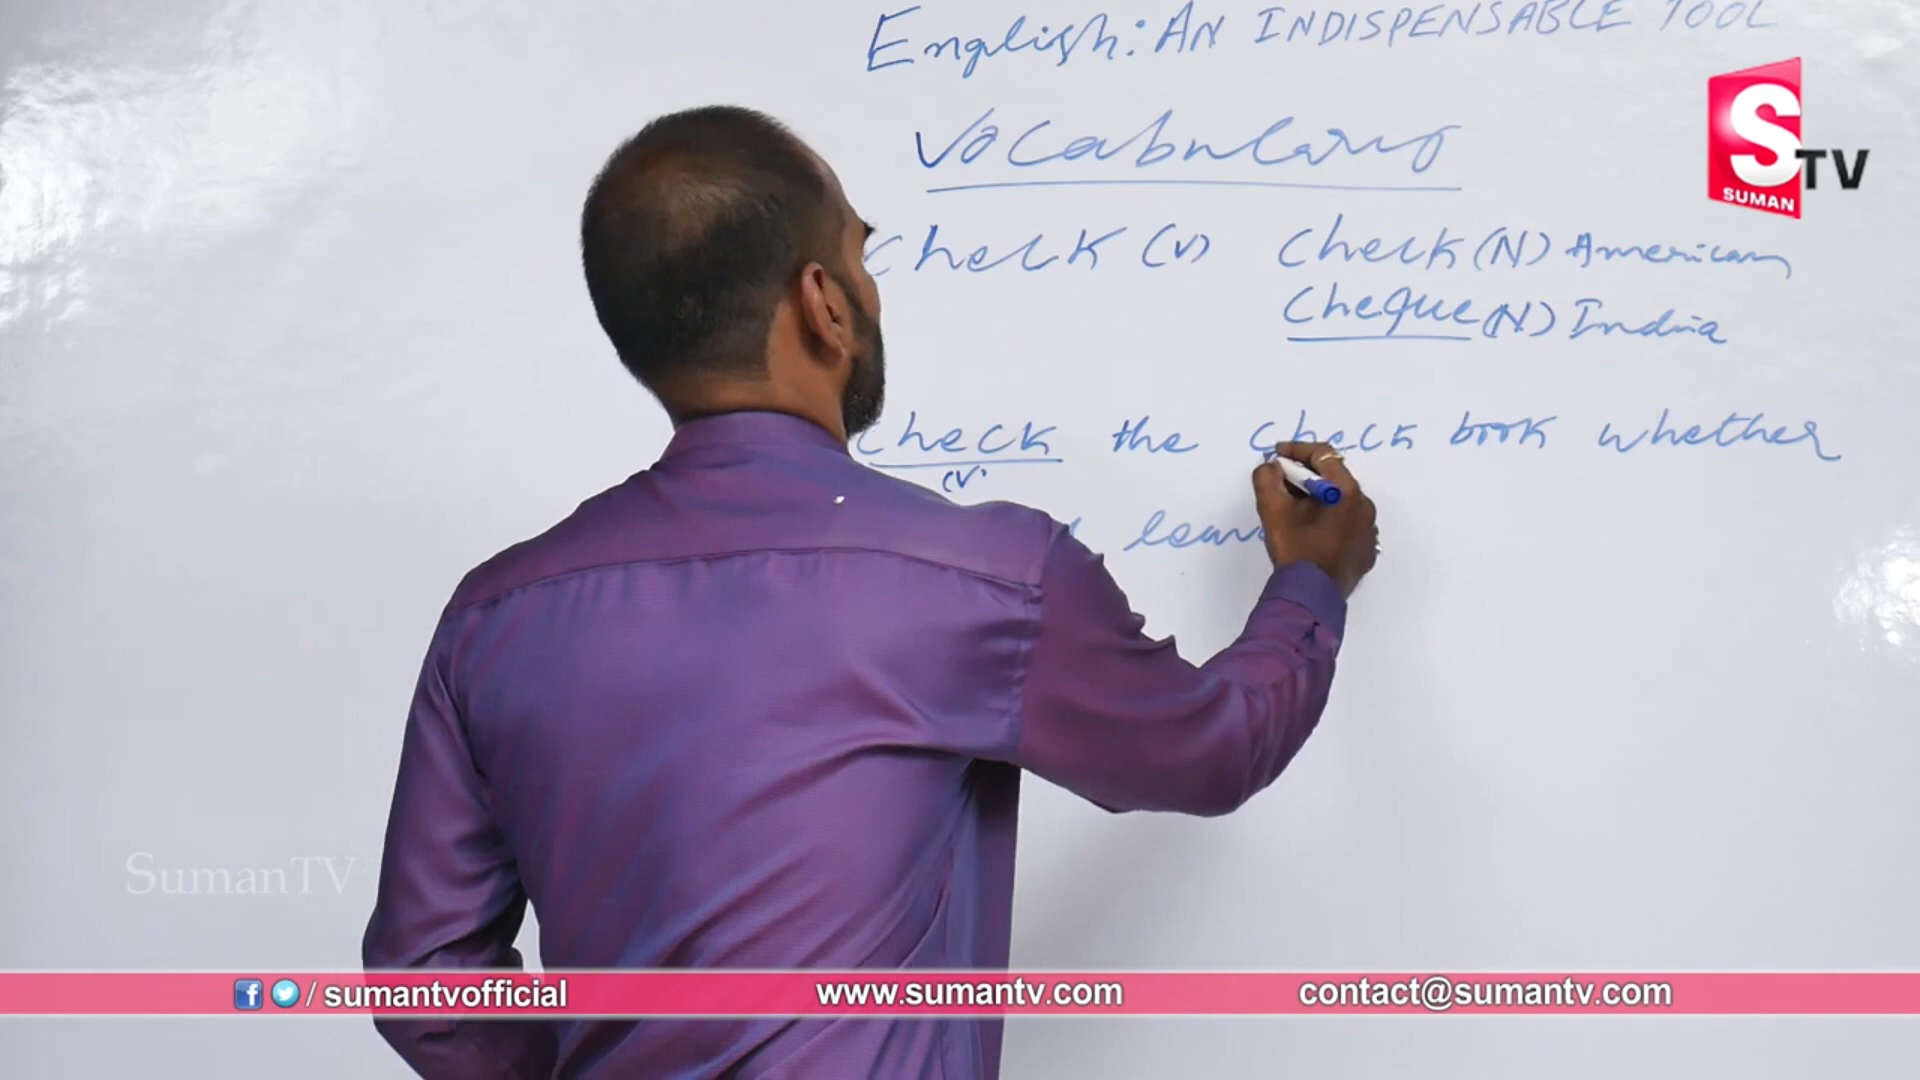 English: AN INDISPENSABLE TOOL
Vocabulary
check (v) check (N) American
cheque (N) India
check the check book whether
(v)
S TV
SUMAN
SumanTV
/ sumantvofficial
www.sumantv.com
contact@sumantv.com